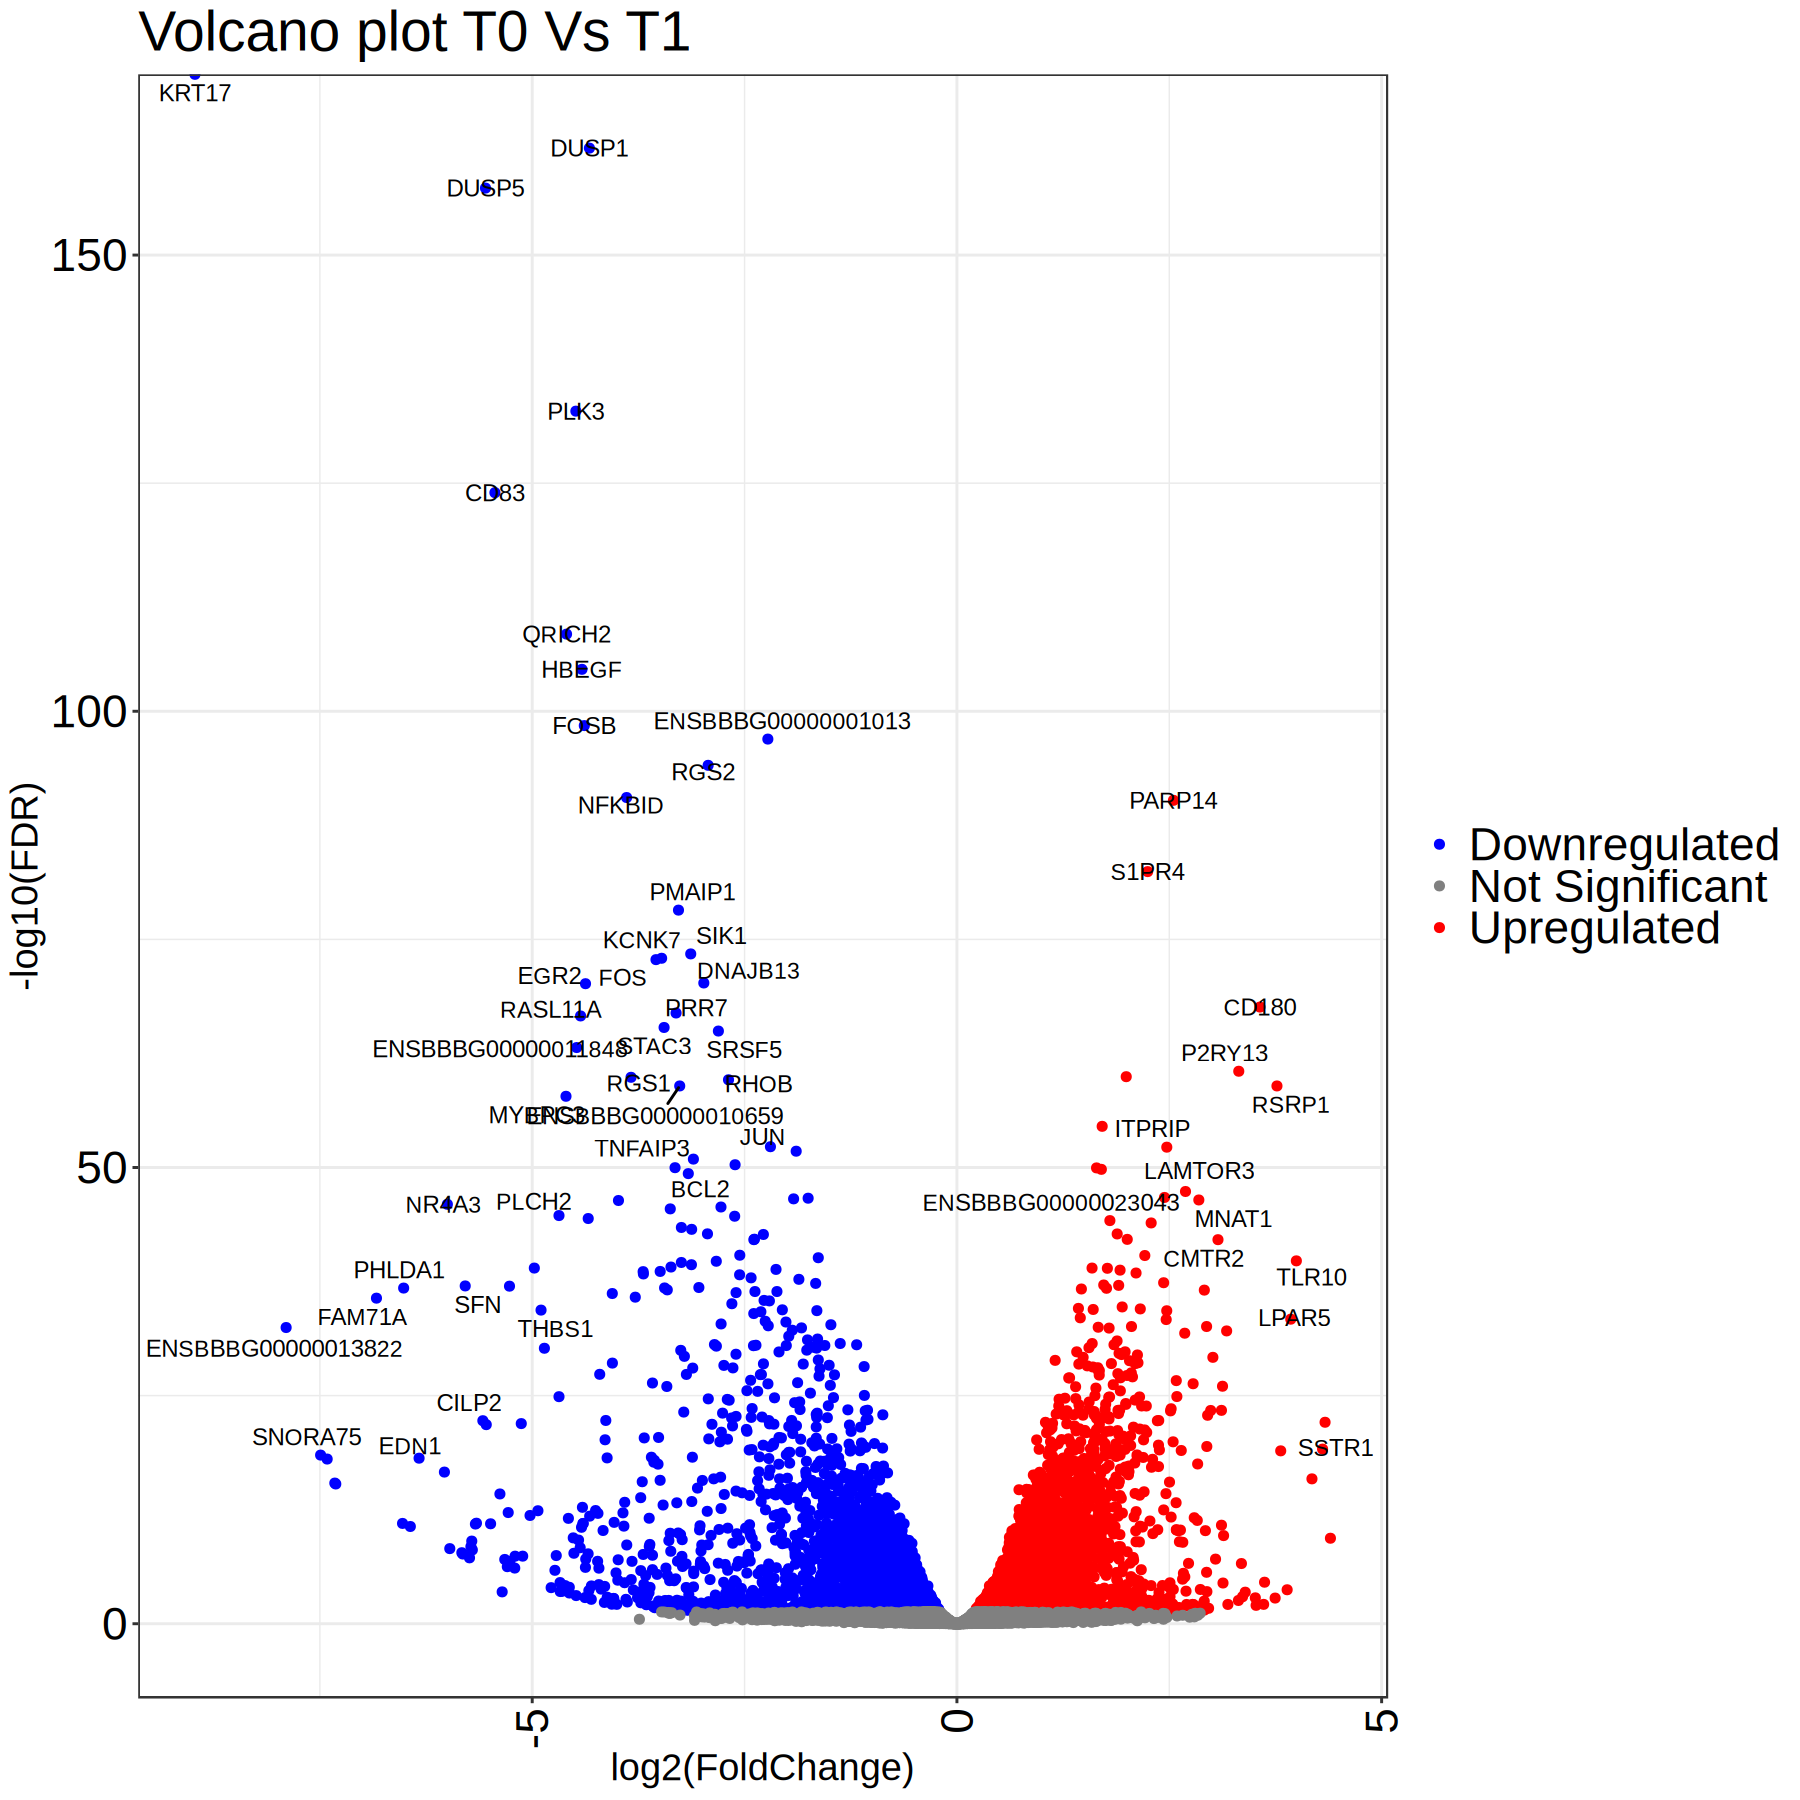 Volcano plot T0 Vs T1
KRT17
DUSP1
DUSP5
150
PLK3
CD83
QRICH2
HBEGF
100
FOSB
ENSBBBG00000001013
RGS2
NFKBID
PARP14
S1PR4
PMAIP1
KCNK7
SIK1
EGR2
FOS
DNAJB13
RASL11A
PRR7
CD180
ENSBBBG00000011848
STAC3
SRSF5
P2RY13
RGS1
RHOB
RSRP1
MYBPC3
ENSBBBG00000010659
ITPRIP
TNFAIP3
JUN
50
LAMTOR3
BCL2
NR4A3
PLCH2
ENSBBBG00000023043
MNAT1
CMTR2
PHLDA1
TLR10
SFN
FAM71A
LPAR5
THBS1
ENSBBBG00000013822
CILP2
SNORA75
EDN1
SSTR1
0
-5
0
5
log2(FoldChange)
-log10(FDR)
Downregulated
Not Significant
Upregulated